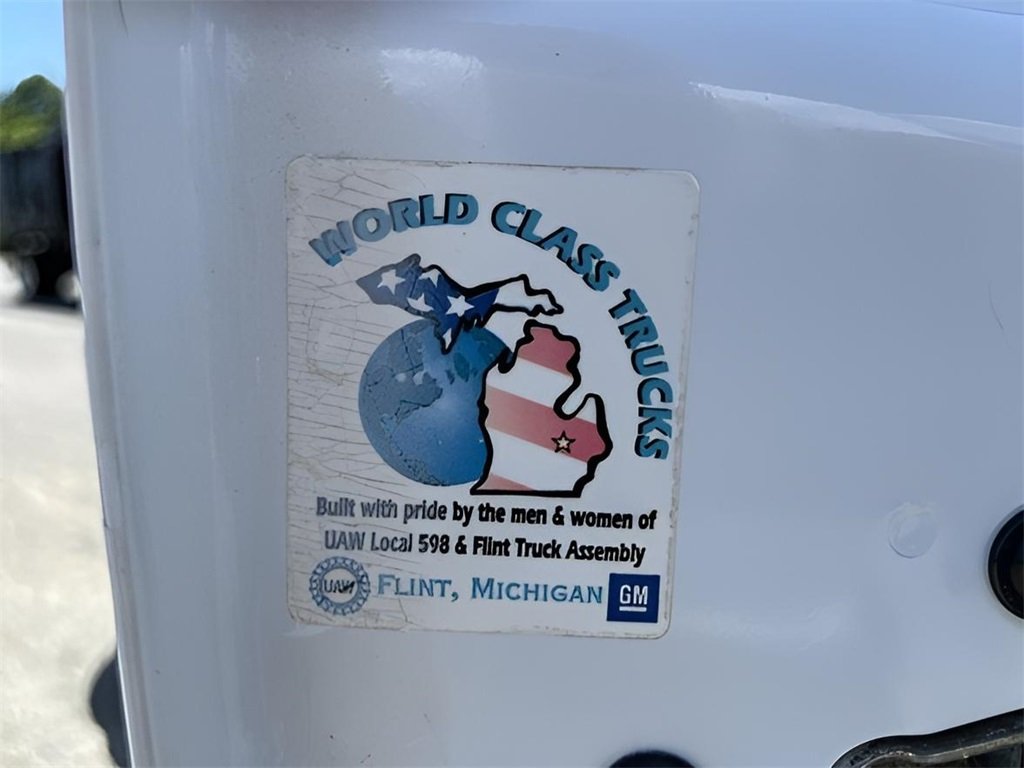 WORLD CLASS TRUCKS
Built with pride by the men & women of
UAW Local 598 & Flint Truck Assembly
UAW FLINT, MICHIGAN GM